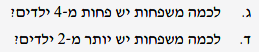 ג. לכמה משפחות יש פחות מ-4 ילדים?
ד. לכמה משפחות יש יותר מ-2 ילדים?